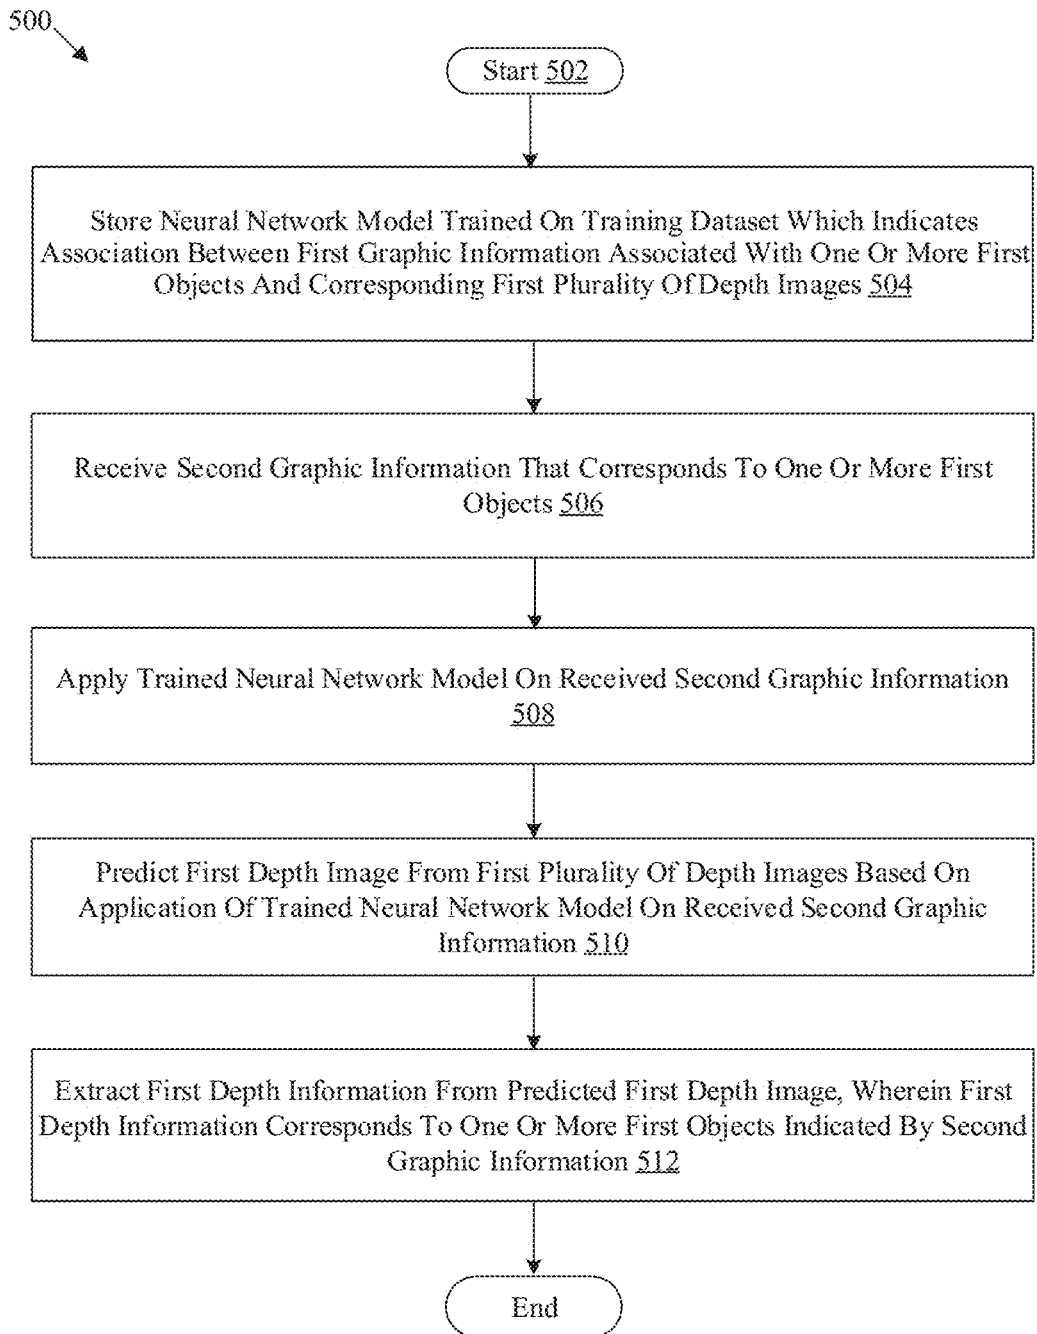 500
Start 502
Store Neural Network Model Trained On Training Dataset Which Indicates
Association Between First Graphic Information Associated With One Or More First
Objects And Corresponding First Plurality Of Depth Images 504
Receive Second Graphic Information That Corresponds To One Or More First
Objects 506
Apply Trained Neural Network Model On Received Second Graphic Information
508
Predict First Depth Image From First Plurality Of Depth Images Based On
Application Of Trained Neural Network Model On Received Second Graphic
Information 510
Extract First Depth Information From Predicted First Depth Image, Wherein First
Depth Information Corresponds To One Or More First Objects Indicated By Second
Graphic Information 512
End